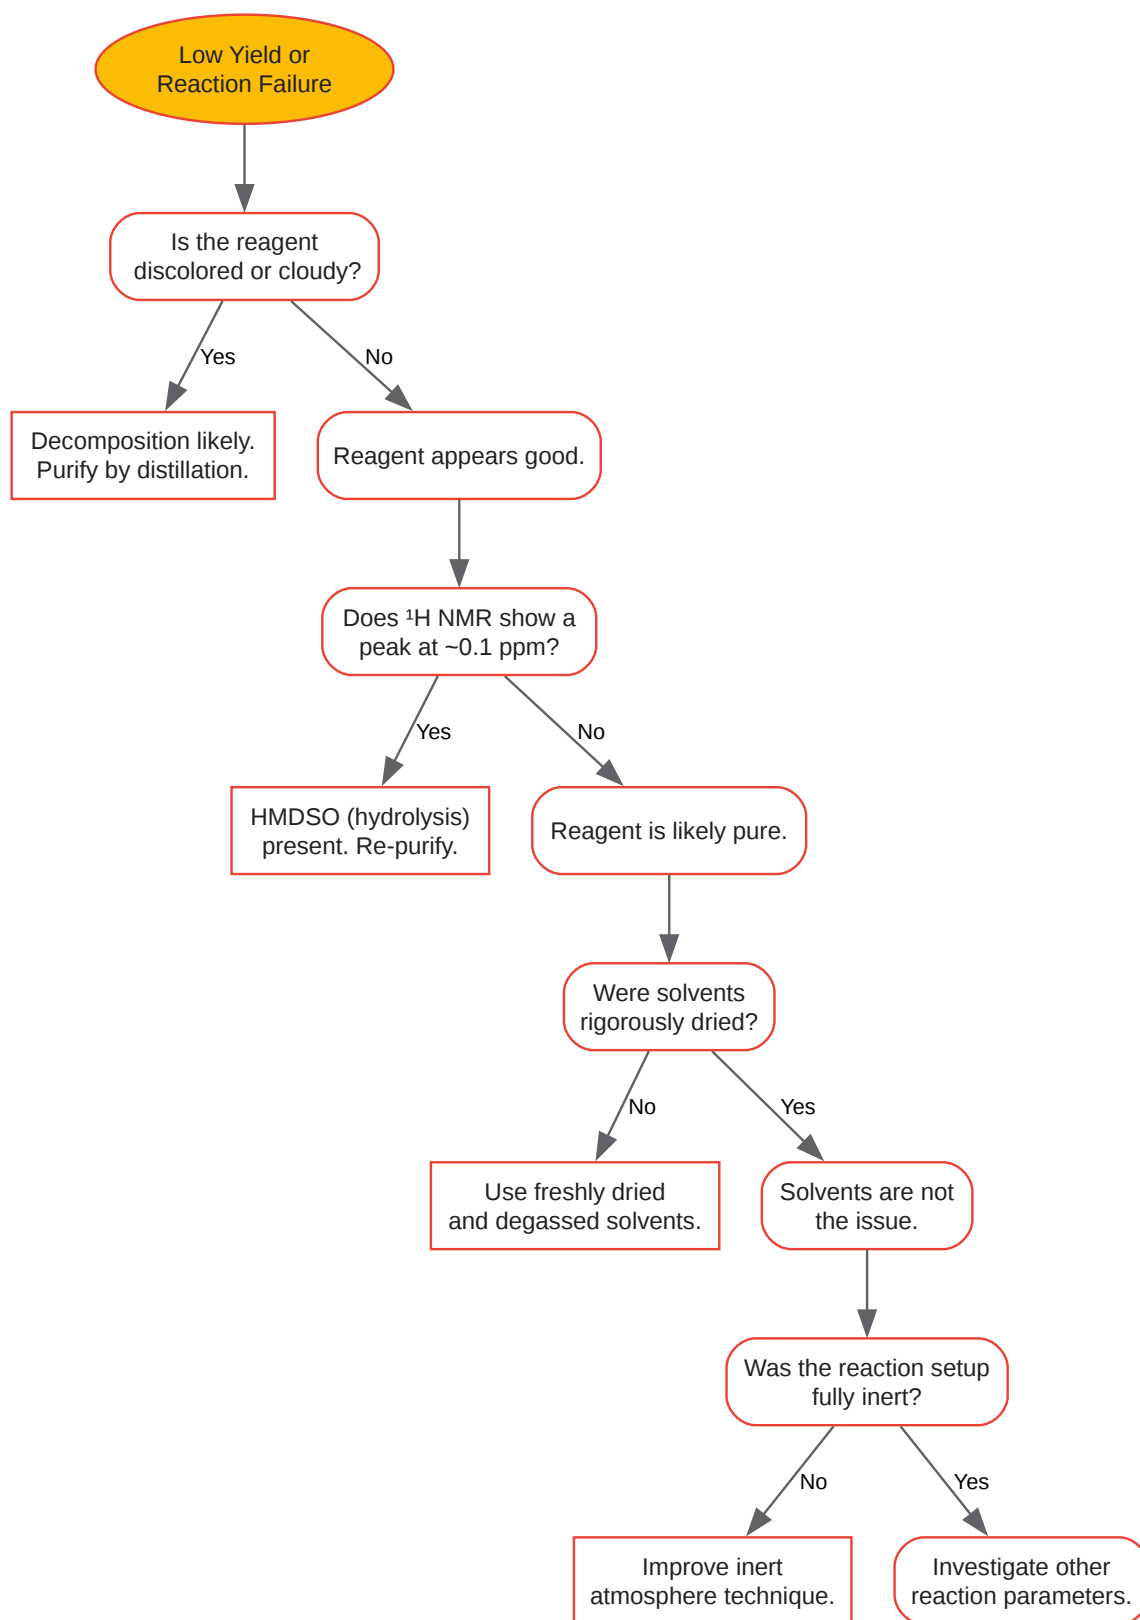 Low Yield or
Reaction Failure
Is the reagent
discolored or cloudy?
Yes
No
Decomposition likely.
Purify by distillation.
Reagent appears good.
Does ¹H NMR show a
peak at ~0.1 ppm?
Yes
No
HMDSO (hydrolysis)
present. Re-purify.
Reagent is likely pure.
Were solvents
rigorously dried?
No
Yes
Use freshly dried
and degassed solvents.
Solvents are not
the issue.
Was the reaction setup
fully inert?
No
Yes
Improve inert
atmosphere technique.
Investigate other
reaction parameters.